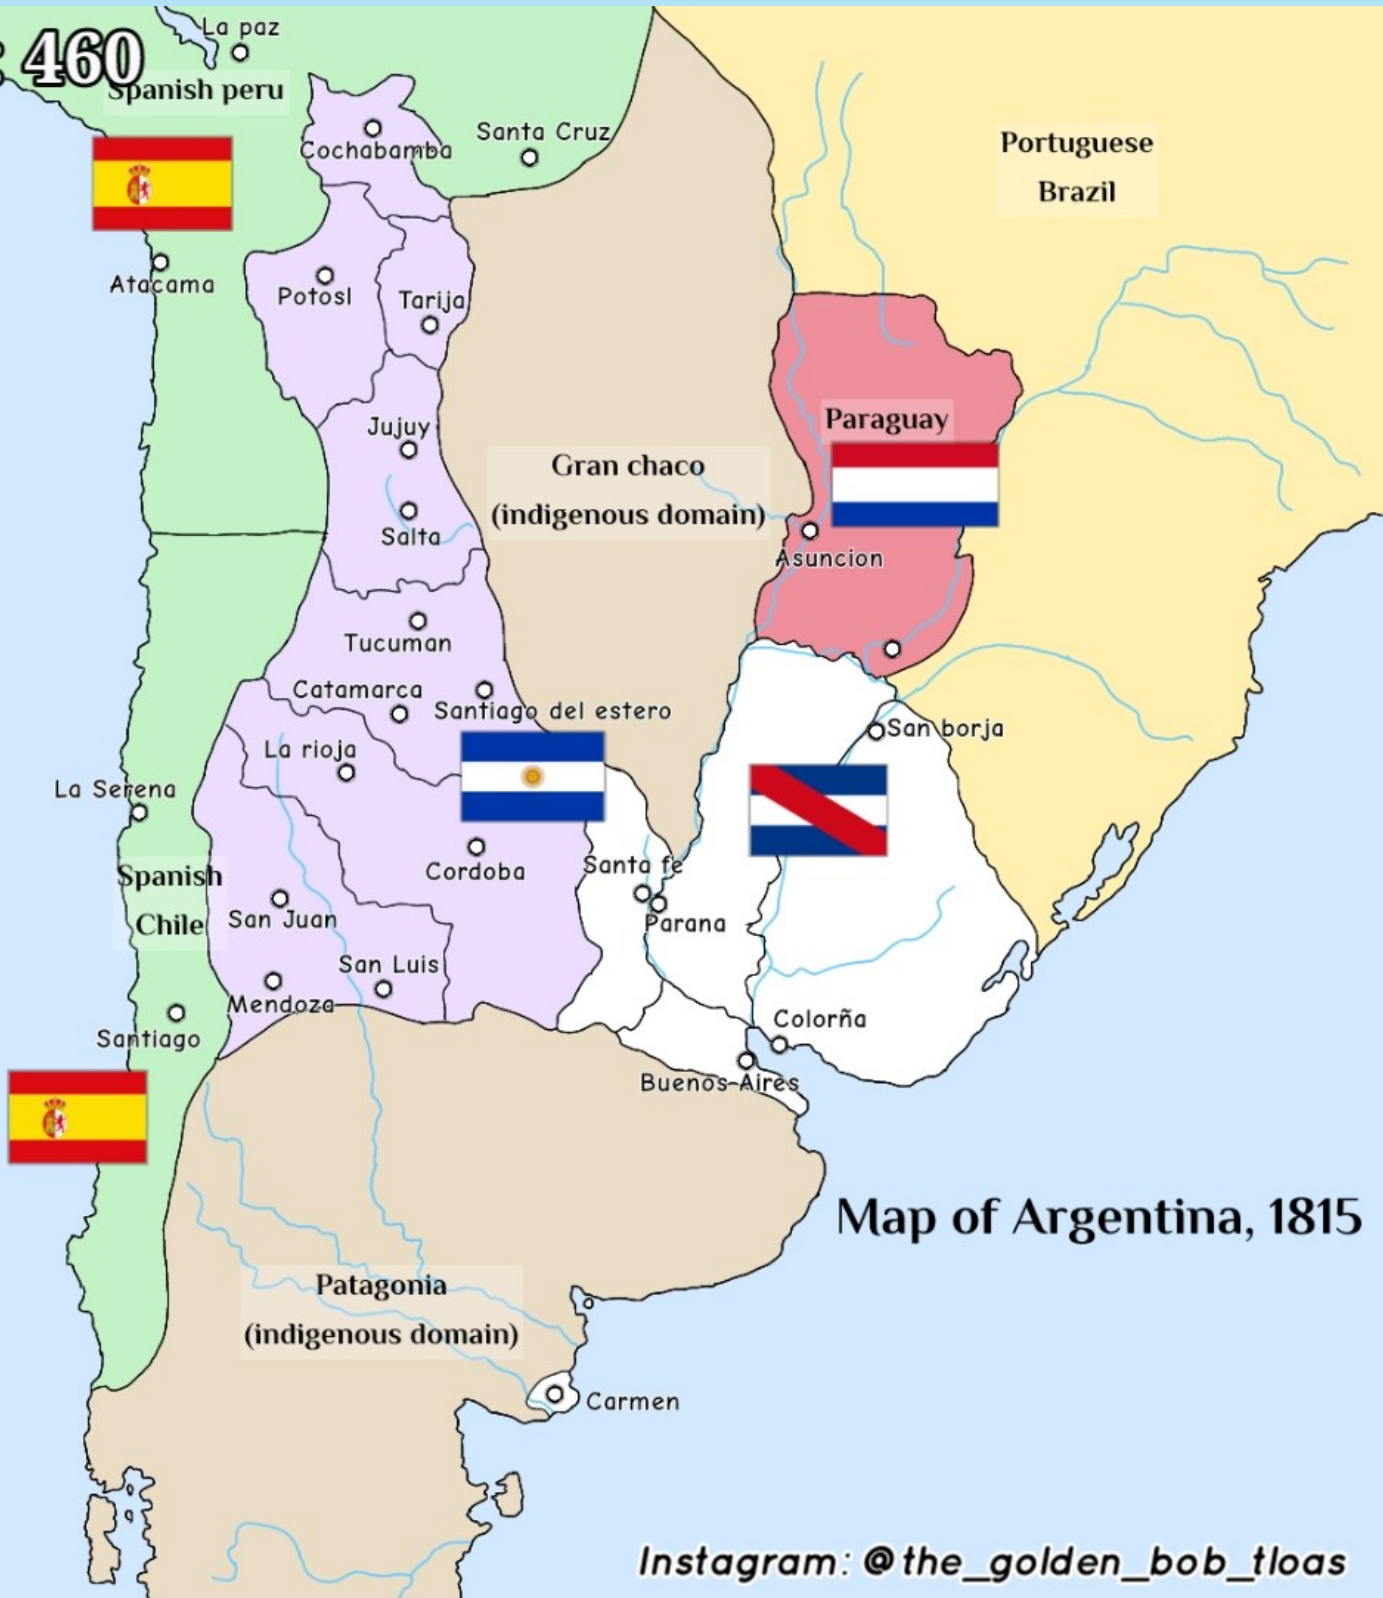 La paz
: 460
Spanish peru
Cochabamba
Santa Cruz
Portuguese
Brazil
Atacama
Potosl
Tarija
Jujuy
Paraguay
Gran chaco
(indigenous domain)
Salta
Asuncion
Tucuman
Catamarca
Santiago del estero
San borja
La rioja
La Serena
Santa fe
Cordoba
Spanish
Chile
San Juan
Parana
San Luis
Mendoza
Colorña
Santiago
Buenos Aires
Map of Argentina, 1815
Patagonia
(indigenous domain)
Carmen
Instagram: @the_golden_bob_tloas